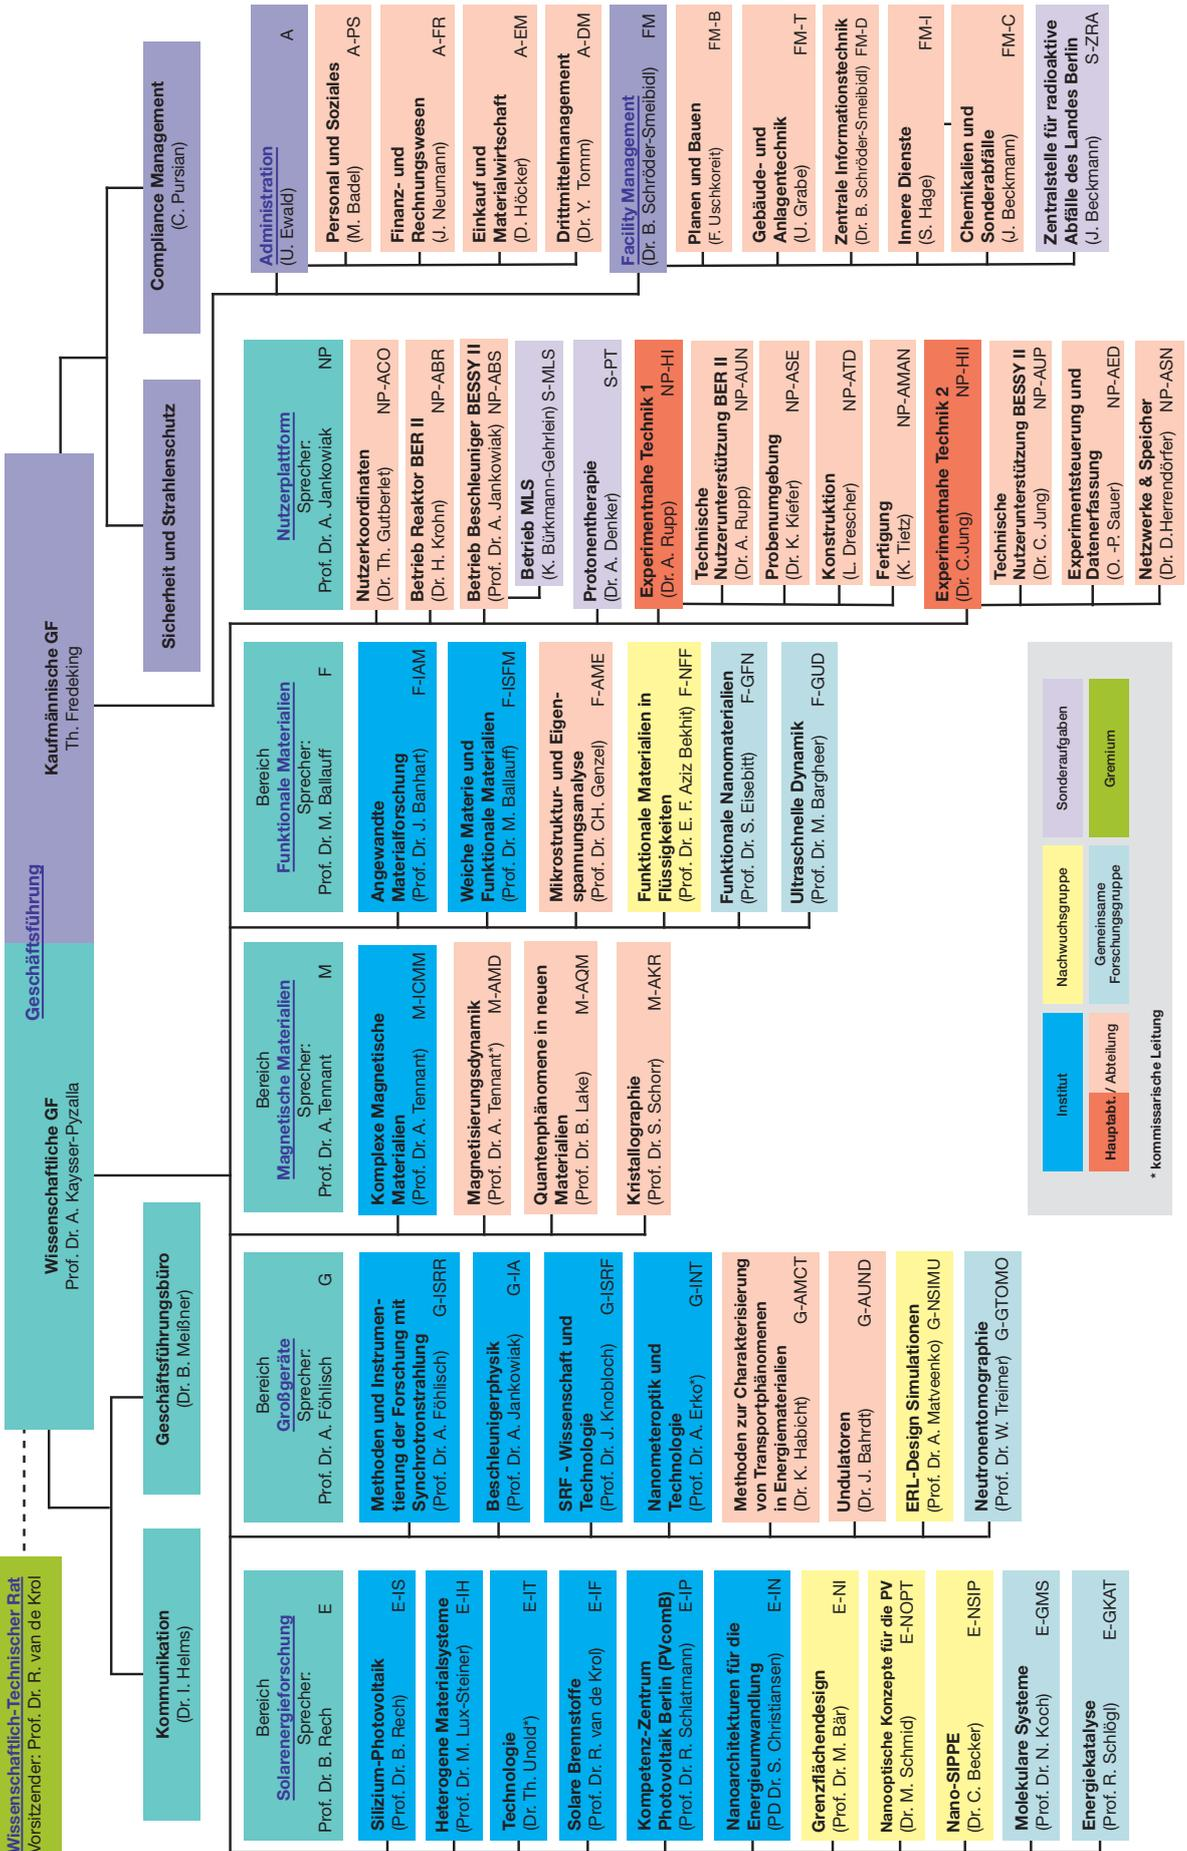 Geschäftsführung
Wissenschaftliche GF
Prof. Dr. A. Kaysser-Pyzalla
Kaufmännische GF
Th. Fredeking
Wissenschaftlich-Technischer Rat
Vorsitzender: Prof. Dr. R. van de Krol
Kommunikation
(Dr. I. Helms)
Geschäftsführungsbüro
(Dr. B. Meißner)
Sicherheit und Strahlenschutz
Compliance Management
(C. Pursian)
Bereich
Solarenergieforschung
Sprecher:
Prof. Dr. B. Rech E
Silizium-Photovoltaik
(Prof. Dr. B. Rech) E-IS
Heterogene Materialsysteme
(Prof. Dr. M. Lux-Steiner) E-IH
Technologie
(Dr. Th. Unold*) E-IT
Solare Brennstoffe
(Prof. Dr. R. van de Krol) E-IF
Kompetenz-Zentrum
Photovoltaik Berlin (PVcomB)
(Prof. Dr. R. Schlatmann) E-IP
Nanoarchitekturen für die
Energieumwandlung
(PD Dr. S. Christiansen) E-IN
Grenzflächendesign
(Prof. Dr. M. Bär) E-NI
Nanooptische Konzepte für die PV
(Dr. M. Schmid) E-NOPT
Nano-SIPPE
(Dr. C. Becker) E-NSIP
Molekulare Systeme
(Prof. Dr. N. Koch) E-GMS
Energiekatalyse
(Prof. R. Schlögl) E-GKAT
Bereich
Großgeräte
Sprecher:
Prof. Dr. A. Föhlisch G
Methoden und Instrumen-
tierung der Forschung mit
Synchrotronstrahlung
(Prof. Dr. A. Föhlisch) G-ISRR
Beschleunigerphysik
(Prof. Dr. A. Jankowiak) G-IA
SRF - Wissenschaft und
Technologie
(Prof. Dr. J. Knobloch) G-ISRF
Nanometeroptik und
Technologie
(Prof. Dr. A. Erko*) G-INT
Methoden zur Charakterisierung
von Transportphänomenen
in Energiematerialien
(Dr. K. Habicht) G-AMCT
Undulatoren
(Dr. J. Bahrdt) G-AUND
ERL-Design Simulationen
(Prof. Dr. A. Matveenko) G-NSIMU
Neutronentomographie
(Prof. Dr. W. Treimer) G-GTOMO
Bereich
Magnetische Materialien
Sprecher:
Prof. Dr. A. Tennant M
Komplexe Magnetische
Materialien
(Prof. Dr. A. Tennant) M-ICMM
Magnetisierungsdynamik
(Prof. Dr. A. Tennant*) M-AMD
Quantenphänomene in neuen
Materialien
(Prof. Dr. B. Lake) M-AQM
Kristallographie
(Prof. Dr. S. Schorr) M-AKR
Bereich
Funktionale Materialien
Sprecher:
Prof. Dr. M. Ballauff F
Angewandte
Materialforschung
(Prof. Dr. J. Banhart) F-IAM
Weiche Materie und
Funktionale Materialien
(Prof. Dr. M. Ballauff) F-ISFM
Mikrostruktur- und Eigen-
spannungsanalyse
(Prof. Dr. CH. Genzel) F-AME
Funktionale Materialien in
Flüssigkeiten
(Prof. Dr. E. F. Aziz Bekhit) F-NFF
Funktionale Nanomaterialien
(Prof. Dr. S. Eisebitt) F-GFN
Ultraschnelle Dynamik
(Prof. Dr. M. Bargheer) F-GUD
Nutzerplattform
Sprecher:
Prof. Dr. A. Jankowiak NP
Nutzerkoordinaten
(Dr. Th. Gutberlet) NP-ACO
Betrieb Reaktor BER II
(Dr. H. Krohn) NP-ABR
Betrieb Beschleuniger BESSY II
(Prof. Dr. A. Jankowiak) NP-ABS
Betrieb MLS
(K. Bürkmann-Gehrlein) S-MLS
Protonentherapie
(Dr. A. Denker) S-PT
Experimentnahe Technik 1
(Dr. A. Rupp) NP-HI
Technische
Nutzerunterstützung BER II
(Dr. A. Rupp) NP-AUN
Probenumgebung
(Dr. K. Kiefer) NP-ASE
Konstruktion
(L. Drescher) NP-ATD
Fertigung
(K. Tietz) NP-AMAN
Experimentnahe Technik 2
(Dr. C.Jung) NP-HII
Technische
Nutzerunterstützung BESSY II
(Dr. C. Jung) NP-AUP
Experimentsteuerung und
Datenerfassung
(O. -P. Sauer) NP-AED
Netzwerke & Speicher
(Dr. D.Herrendörfer) NP-ASN
Administration
(U. Ewald) A
Personal und Soziales
(M. Badel) A-PS
Finanz- und
Rechnungswesen
(J. Neumann) A-FR
Einkauf und
Materialwirtschaft
(D. Höcker) A-EM
Drittmittelmanagement
(Dr. Y. Tomm) A-DM
Facility Management
(Dr. B. Schröder-Smeibidl) FM
Planen und Bauen
(F. Uschkoreit) FM-B
Gebäude- und
Anlagentechnik
(U. Grabe) FM-T
Zentrale Informationstechnik
(Dr. B. Schröder-Smeibidl) FM-D
Innere Dienste
(S. Hage) FM-I
Chemikalien und
Sonderabfälle
(J. Beckmann) FM-C
Zentralstelle für radioaktive
Abfälle des Landes Berlin
(J. Beckmann) S-ZRA
Institut
Nachwuchsgruppe
Sonderaufgaben
Hauptabt. / Abteilung
Gemeinsame
Forschungsgruppe
Gremium
* kommissarische Leitung